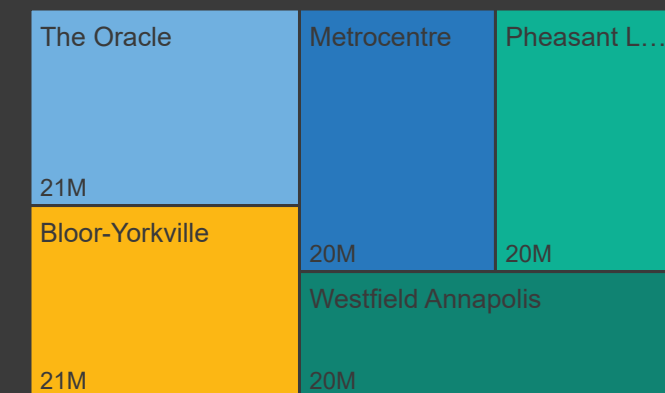 The Oracle
21M
Bloor-Yorkville
21M
Metrocentre
20M
Pheasant L...
20M
Westfield Annapolis
20M